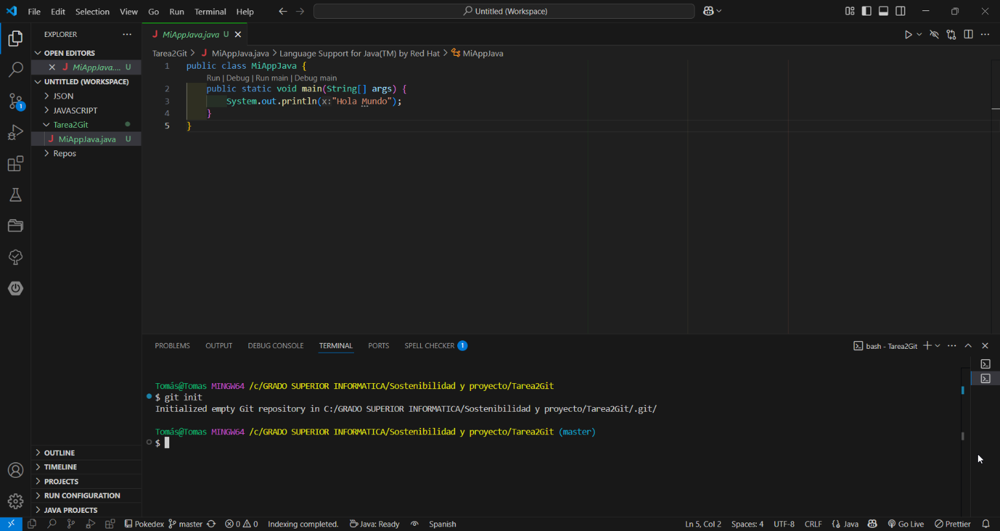 File Edit Selection View Go Run Terminal Help
Untitled (Workspace)
EXPLORER
OPEN EDITORS
J MiAppJava.... U
UNTITLED (WORKSPACE)
JSON
JAVASCRIPT
Tarea2Git
J MiAppJava.java U
Repos
OUTLINE
TIMELINE
PROJECTS
RUN CONFIGURATION
JAVA PROJECTS
1
J MiAppJava.java U
Tarea2Git > J MiAppJava.java > Language Support for Java(TM) by Red Hat > MiAppJava
1 public class MiAppJava {
Run | Debug | Run main | Debug main
2 public static void main(String[] args) {
3 System.out.println(x:"Hola Mundo");
4 }
5 }
PROBLEMS OUTPUT DEBUG CONSOLE TERMINAL PORTS SPELL CHECKER 1
bash - Tarea2Git
Tomás@Tomas MINGW64 /c/GRADO SUPERIOR INFORMATICA/Sostenibilidad y proyecto/Tarea2Git
$ git init
Initialized empty Git repository in C:/GRADO SUPERIOR INFORMATICA/Sostenibilidad y proyecto/Tarea2Git/.git/
Tomás@Tomas MINGW64 /c/GRADO SUPERIOR INFORMATICA/Sostenibilidad y proyecto/Tarea2Git (master)
$
Pokedex master 0 0 Indexing completed. Java: Ready Spanish Ln 5, Col 2 Spaces: 4 UTF-8 CRLF {} Java Go Live Prettier